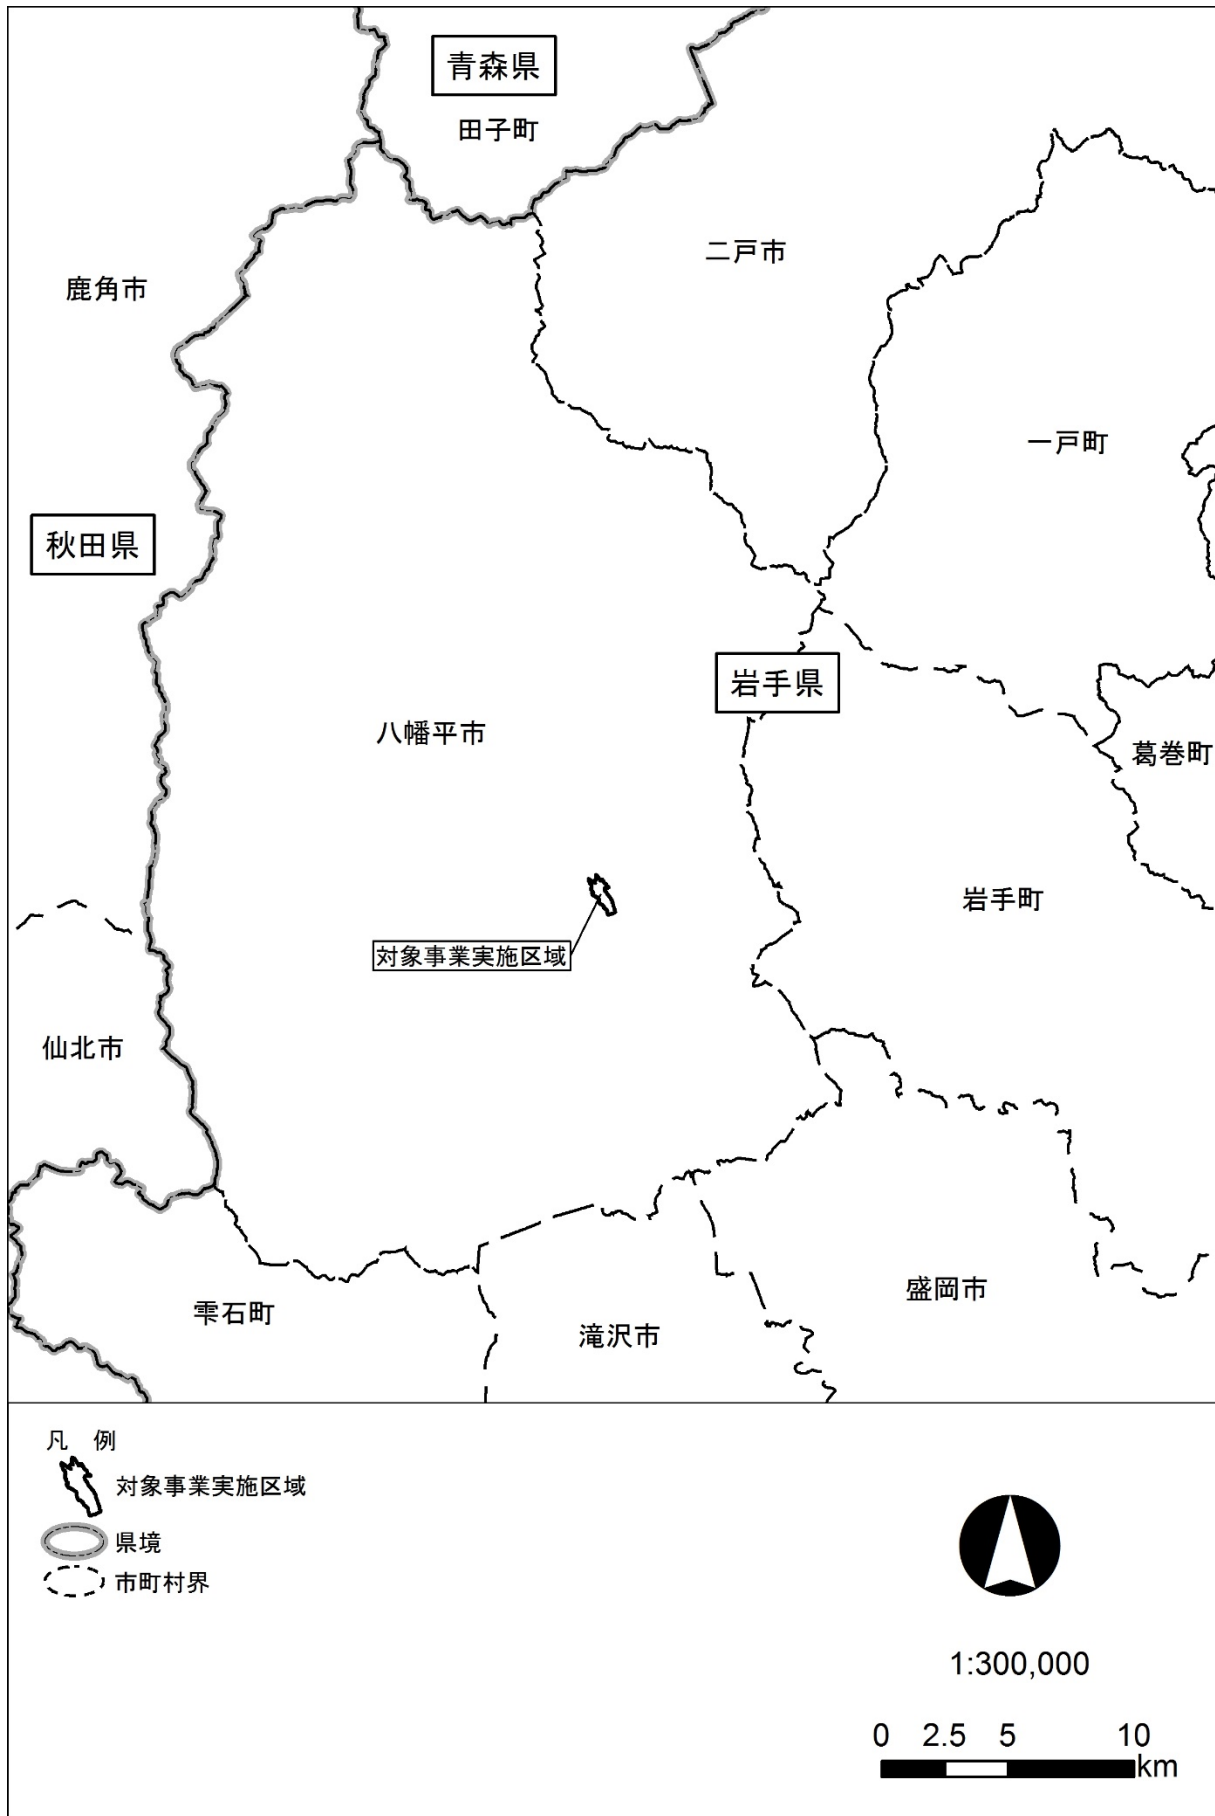 青森県
田子町
二戸市
鹿角市
一戸町
秋田県
岩手県
八幡平市
葛巻町
岩手町
対象事業実施区域
仙北市
盛岡市
雫石町
滝沢市
凡 例
対象事業実施区域
県境
市町村界
1:300,000
0 2.5 5 10
km